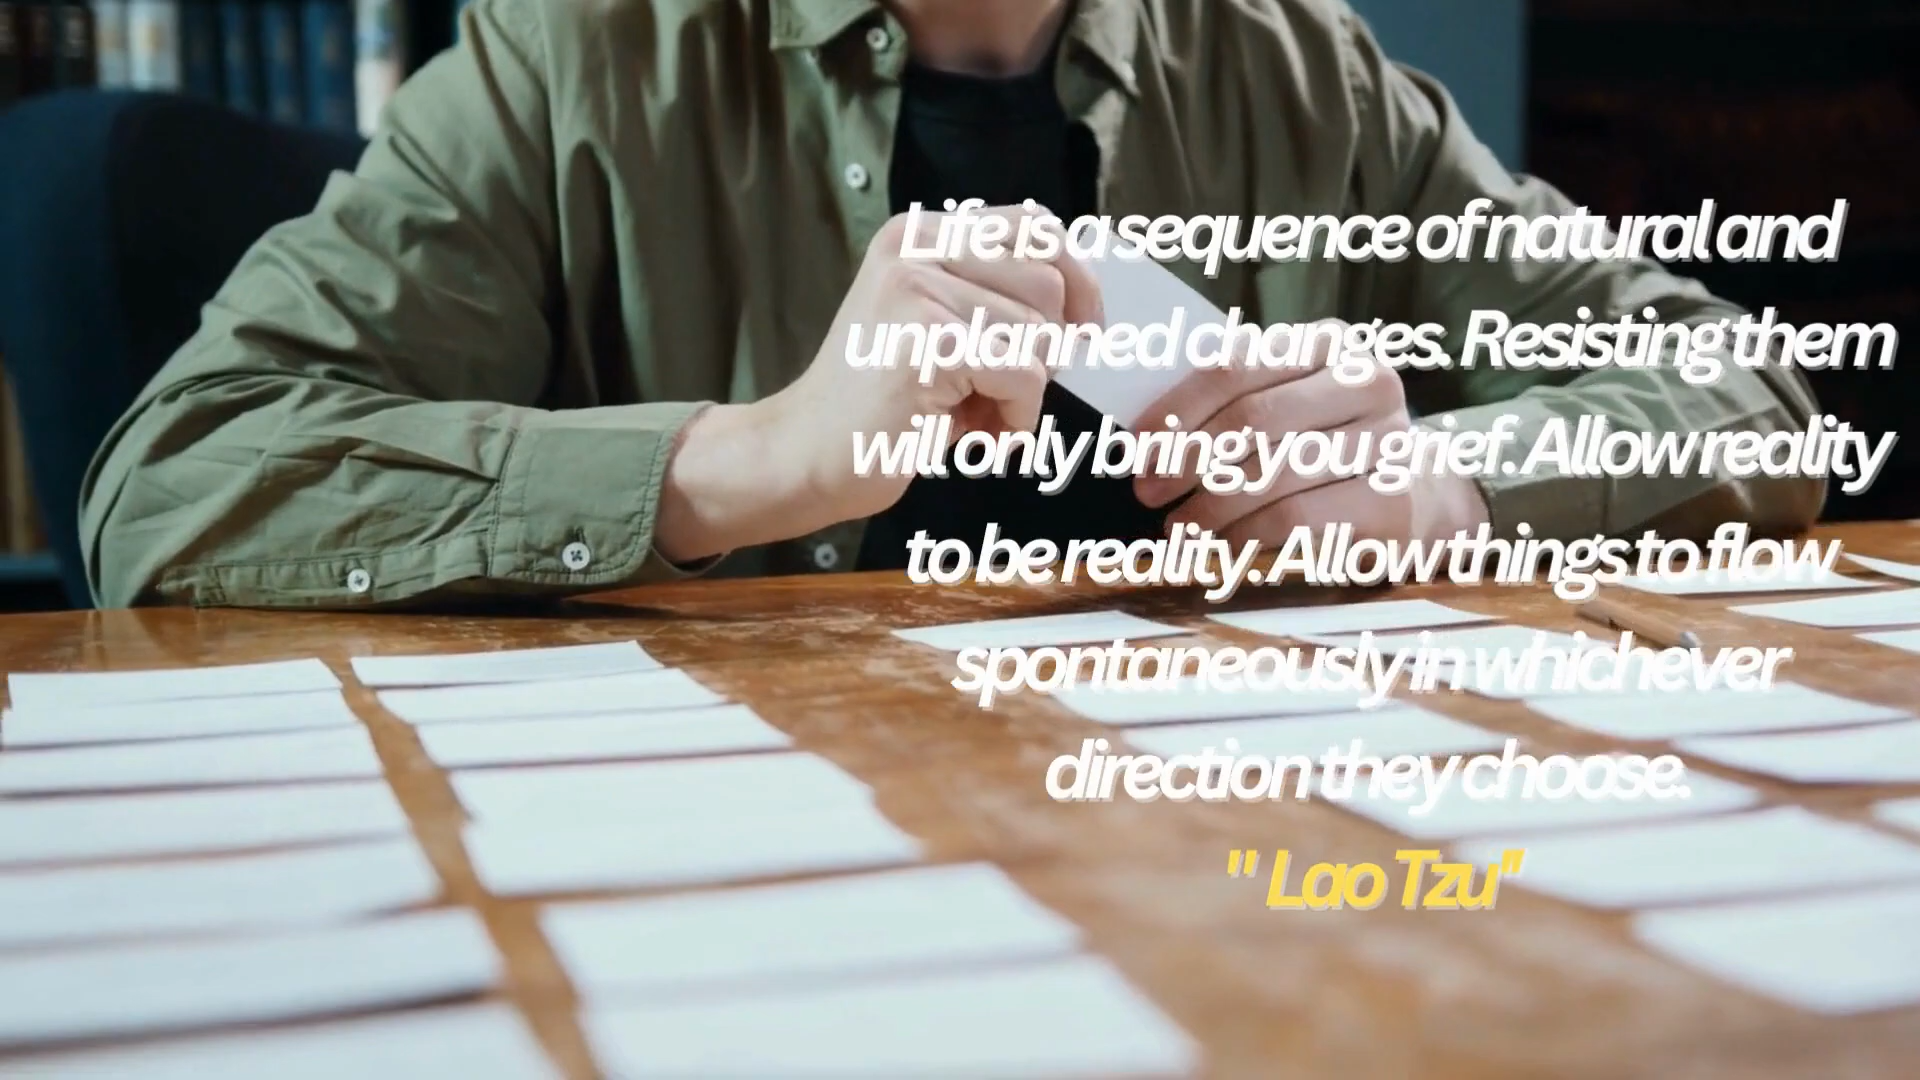 Life is a sequence of natural and
unplanned changes. Resisting them
will only bring you grief. Allow reality
to be reality. Allow things to flow
spontaneously in whichever
direction they choose.
" Lao Tzu"